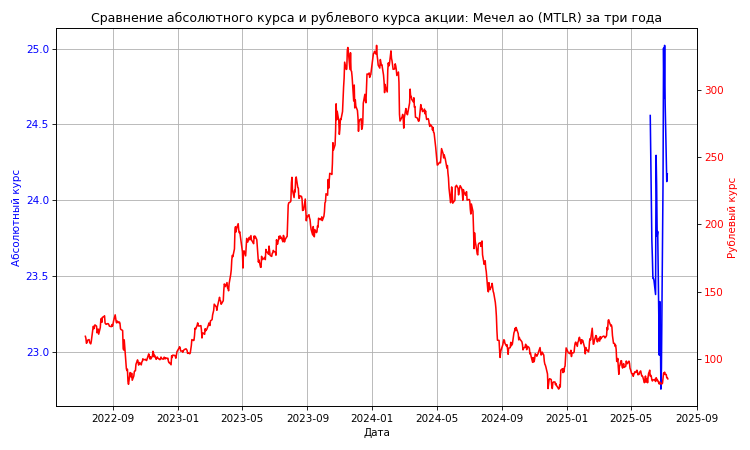 Сравнение абсолютного курса и рублевого курса акции: Мечел ао (MTLR) за три года
25.0
24.5
24.0
23.5
23.0
Абсолютный курс
300
250
200
150
100
Рублевый курс
2022-09 2023-01 2023-05 2023-09 2024-01 2024-05 2024-09 2025-01 2025-05 2025-09
Дата